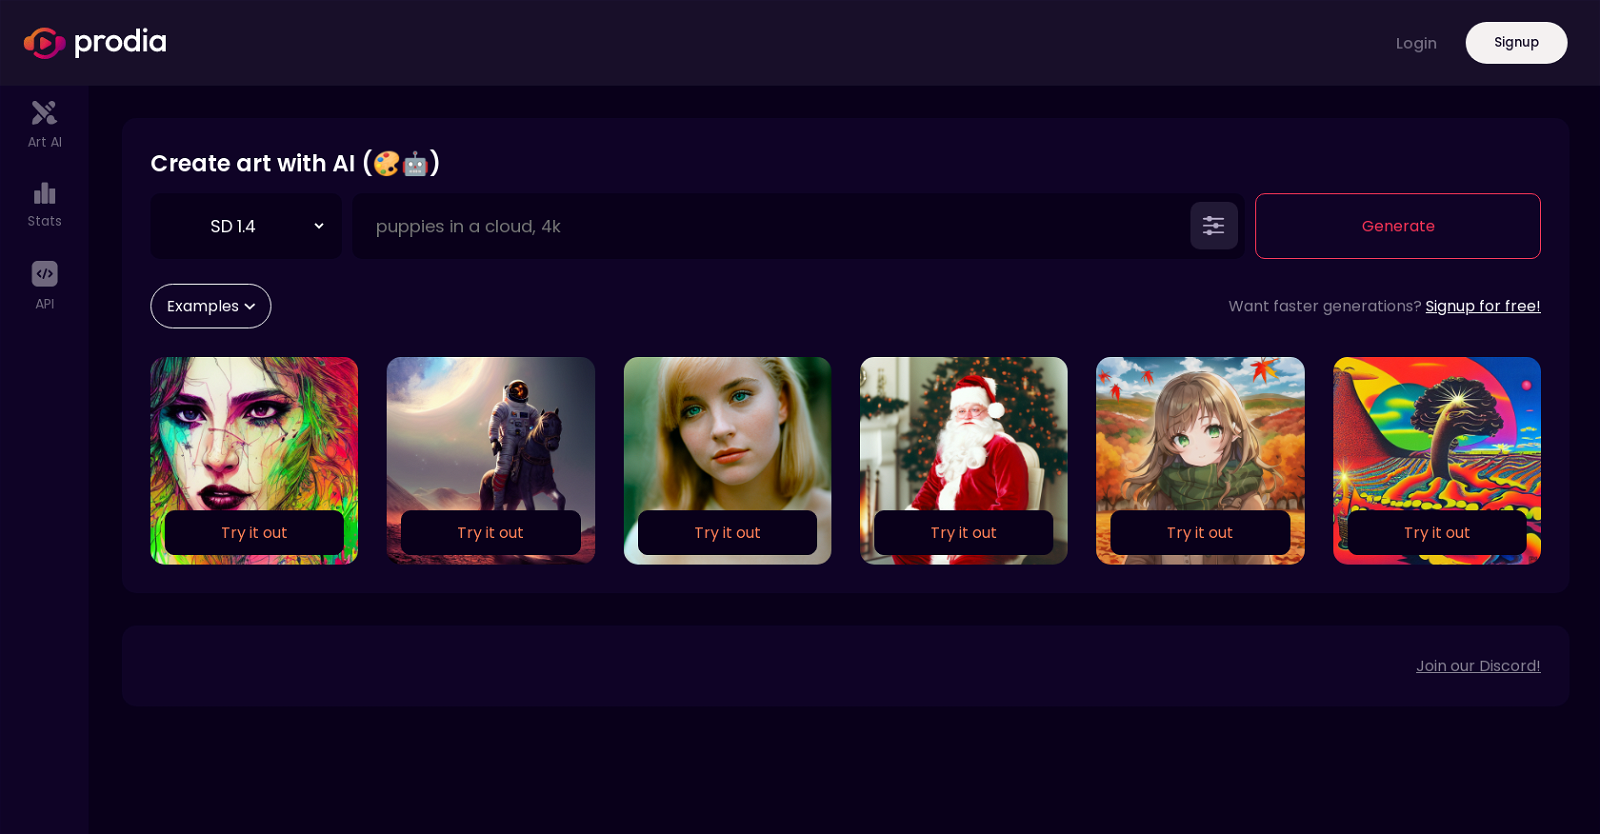 prodia
Login
Signup
Art AI
Stats
API
Create art with AI (🎨🤖)
SD 1.4
puppies in a cloud, 4k
Generate
Examples
Want faster generations? Signup for free!
Try it out
Try it out
Try it out
Try it out
Try it out
Try it out
Join our Discord!